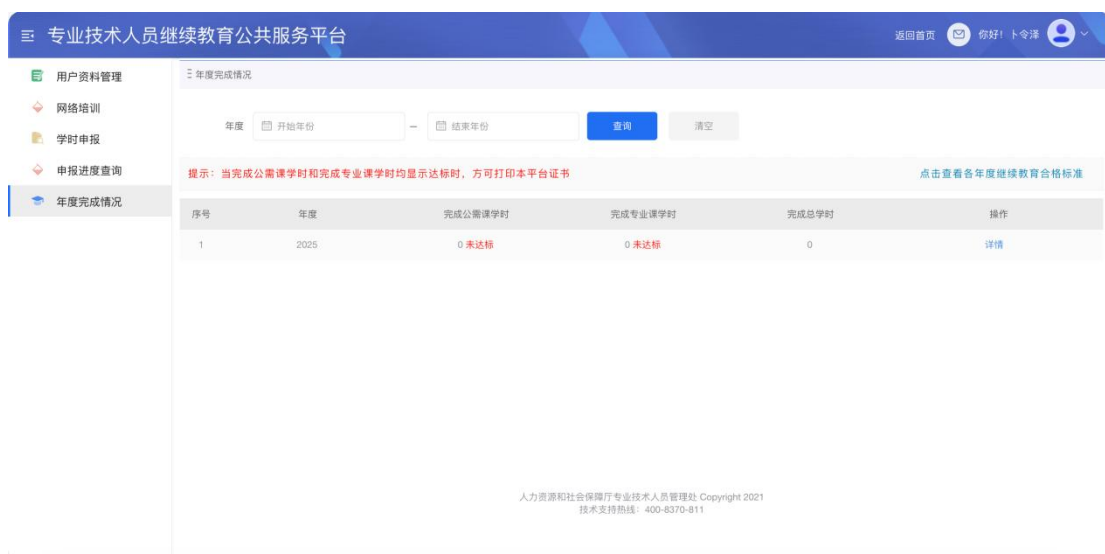 专业技术人员继续教育公共服务平台 返回首页 你好！卜令泽
用户资料管理
网络培训
学时申报
申报进度查询
年度完成情况
年度完成情况
年度 开始年份 – 结束年份 查询 清空
提示：当完成公需课学时和完成专业课学时均显示达标时，方可打印本平台证书 点击查看各年度继续教育合格标准
序号 年度 完成公需课学时 完成专业课学时 完成总学时 操作
1 2025 0 未达标 0 未达标 0 详情
人力资源和社会保障厅专业技术人员管理处 Copyright 2021
技术支持热线：400-8370-811